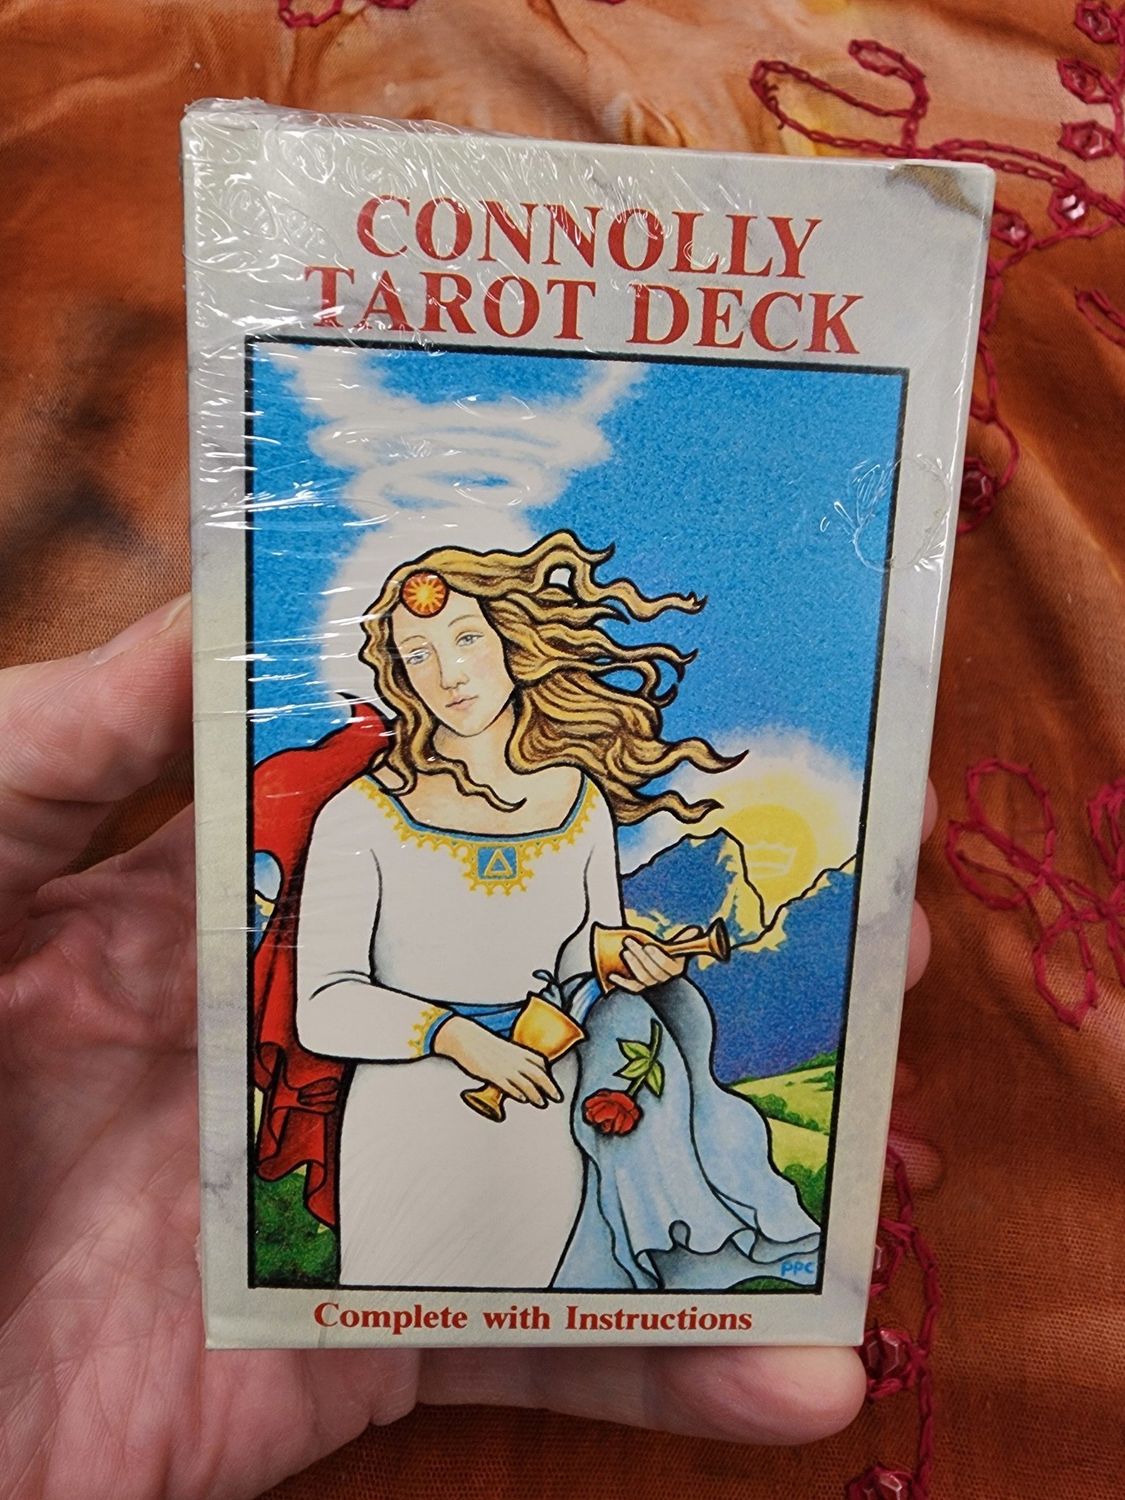 CONNOLLY
TAROT DECK
ppc
Complete with Instructions